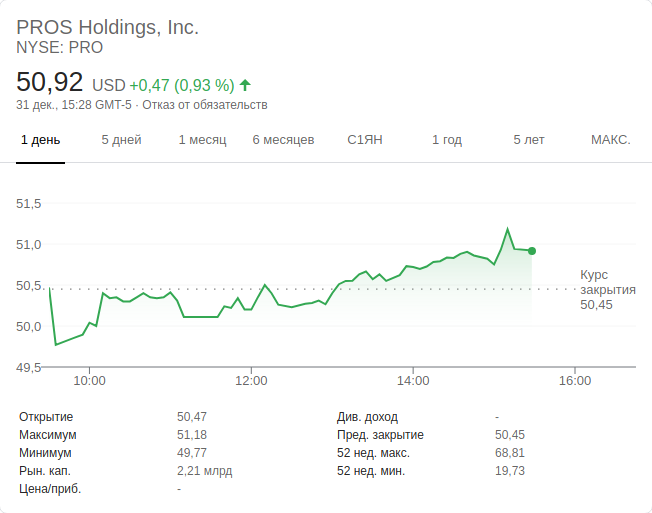 PROS Holdings, Inc.
NYSE: PRO
50,92 USD +0,47 (0,93 %)
31 дек., 15:28 GMT-5 · Отказ от обязательств
1 день 5 дней 1 месяц 6 месяцев С1ЯН 1 год 5 лет МАКС.
51,5
51,0
50,5
50,0
49,5
Курс
закрытия
50,45
10:00 12:00 14:00 16:00
Открытие 50,47 Див. доход -
Максимум 51,18 Пред. закрытие 50,45
Минимум 49,77 52 нед. макс. 68,81
Рын. кап. 2,21 млрд 52 нед. мин. 19,73
Цена/приб. -